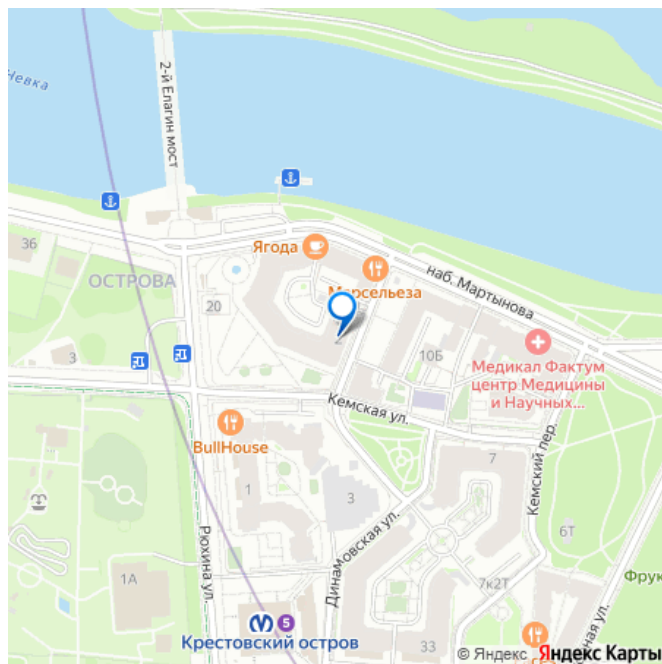 Невка
2-й Елагин мост
36
ОСТРОВА
Ягода
Марсельеза
наб. Мартынова
20
2
3
10Б
Медикал Фактум
центр Медицины
и Научных...
Кемская ул.
BullHouse
1
3
7
Кемский пер.
Рюхина ул.
Динамовская ул.
6Т
1А
7к2Т
Крестовский остров
5
33
© Яндекс
Яндекс Карты